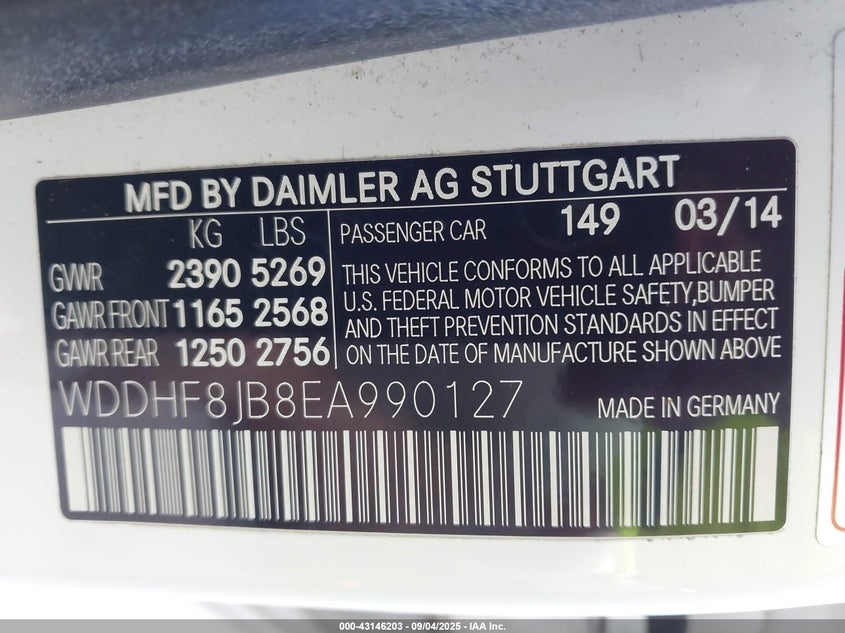 MFD BY DAIMLER AG STUTTGART
KG LBS PASSENGER CAR 149 03/14
GVWR 2390 5269 THIS VEHICLE CONFORMS TO ALL APPLICABLE
U.S. FEDERAL MOTOR VEHICLE SAFETY,BUMPER
GAWR FRONT 1165 2568 AND THEFT PREVENTION STANDARDS IN EFFECT
GAWR REAR 1250 2756 ON THE DATE OF MANUFACTURE SHOWN ABOVE
WDDHF8JB8EA990127 MADE IN GERMANY
000-43146203 - 09/04/2025 - IAA Inc.